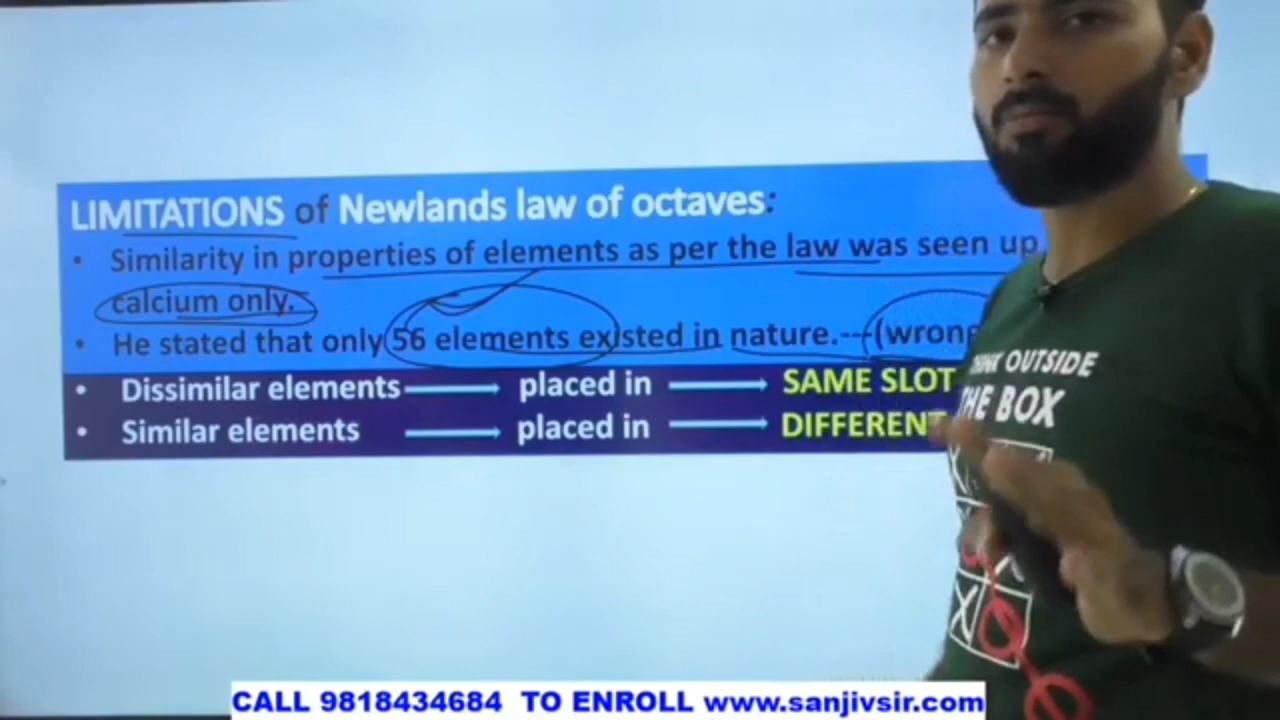 LIMITATIONS of Newlands law of octaves:
• Similarity in properties of elements as per the law was seen up
calcium only.
• He stated that only 56 elements existed in nature.---(wrong
• Dissimilar elements placed in SAME SLOT
• Similar elements placed in DIFFERENT
OUTSIDE
THE BOX
CALL 9818434684 TO ENROLL www.sanjivsir.com